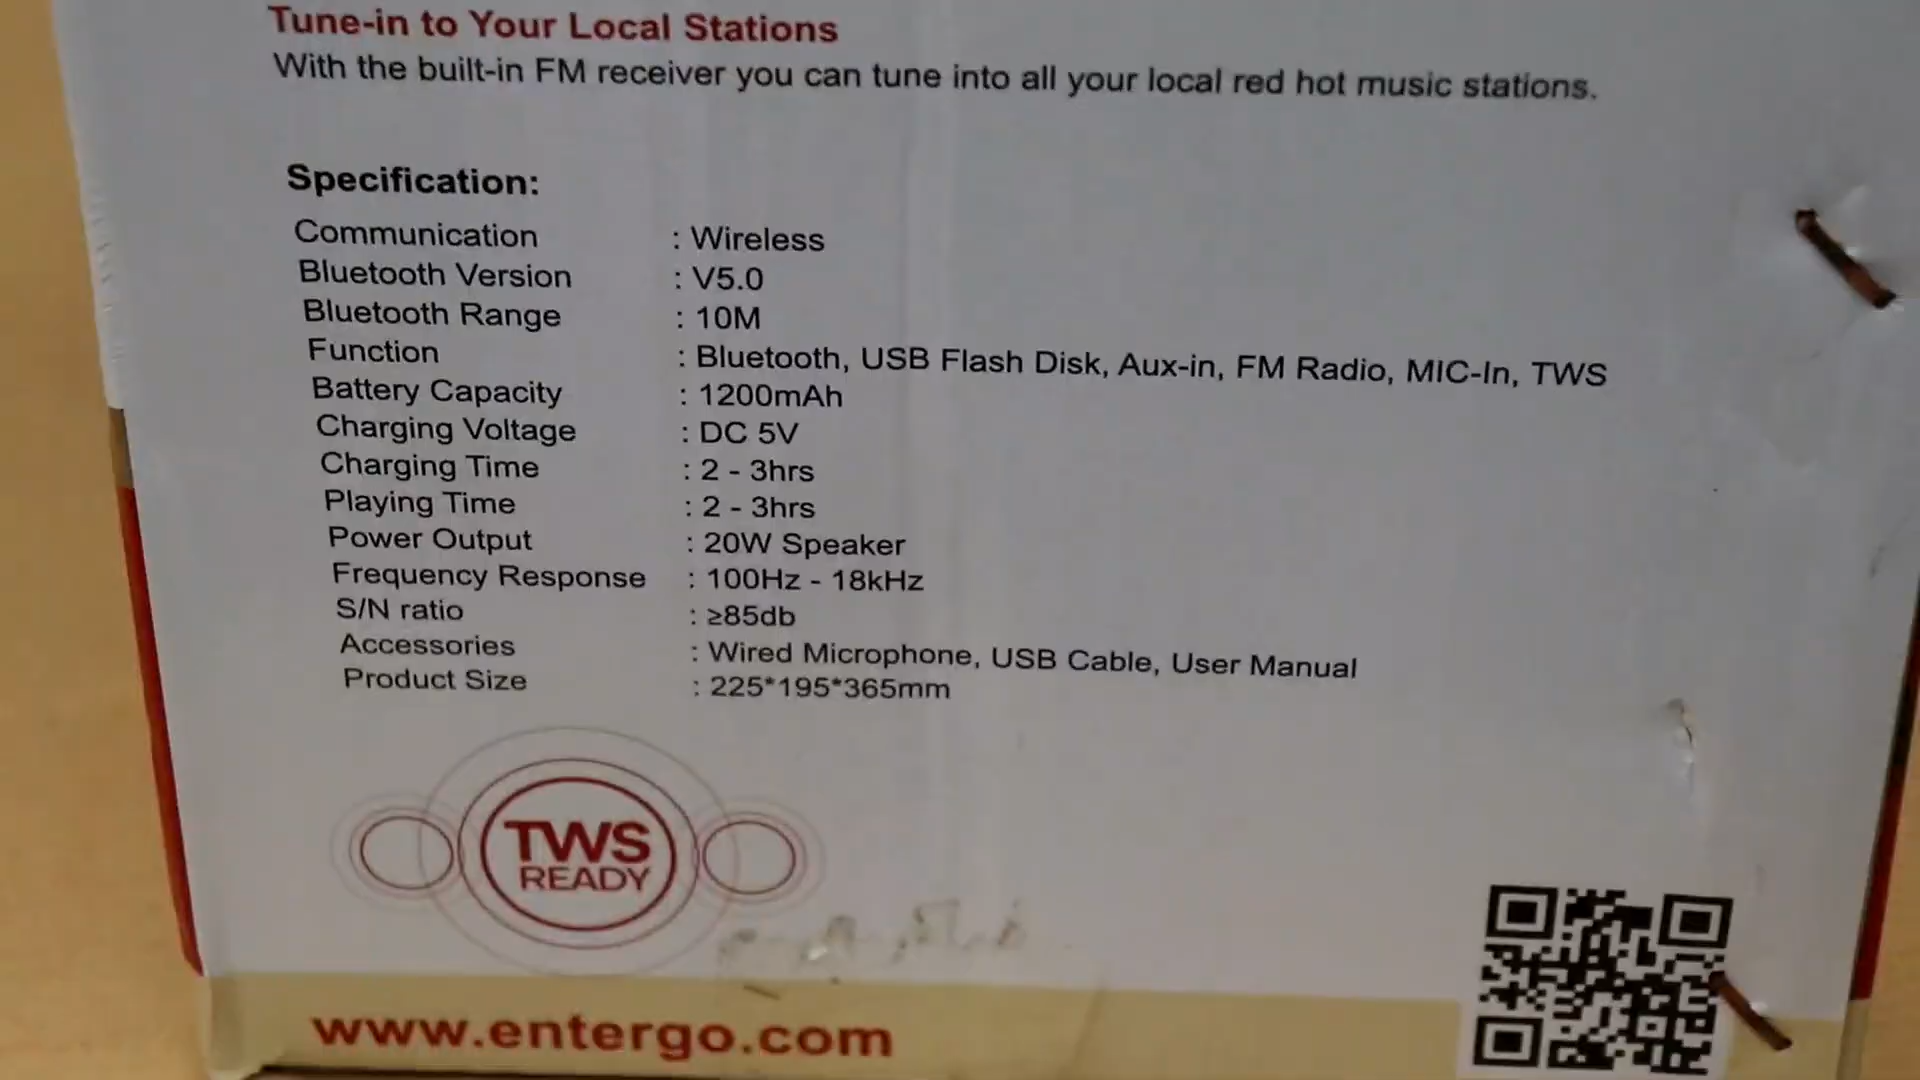 Tune-in to Your Local Stations
With the built-in FM receiver you can tune into all your local red hot music stations.
Specification:
Communication : Wireless
Bluetooth Version : V5.0
Bluetooth Range : 10M
Function : Bluetooth, USB Flash Disk, Aux-in, FM Radio, MIC-In, TWS
Battery Capacity : 1200mAh
Charging Voltage : DC 5V
Charging Time : 2 - 3hrs
Playing Time : 2 - 3hrs
Power Output : 20W Speaker
Frequency Response : 100Hz - 18kHz
S/N ratio : ≥85db
Accessories : Wired Microphone, USB Cable, User Manual
Product Size : 225*195*365mm
TWS
READY
www.entergo.com